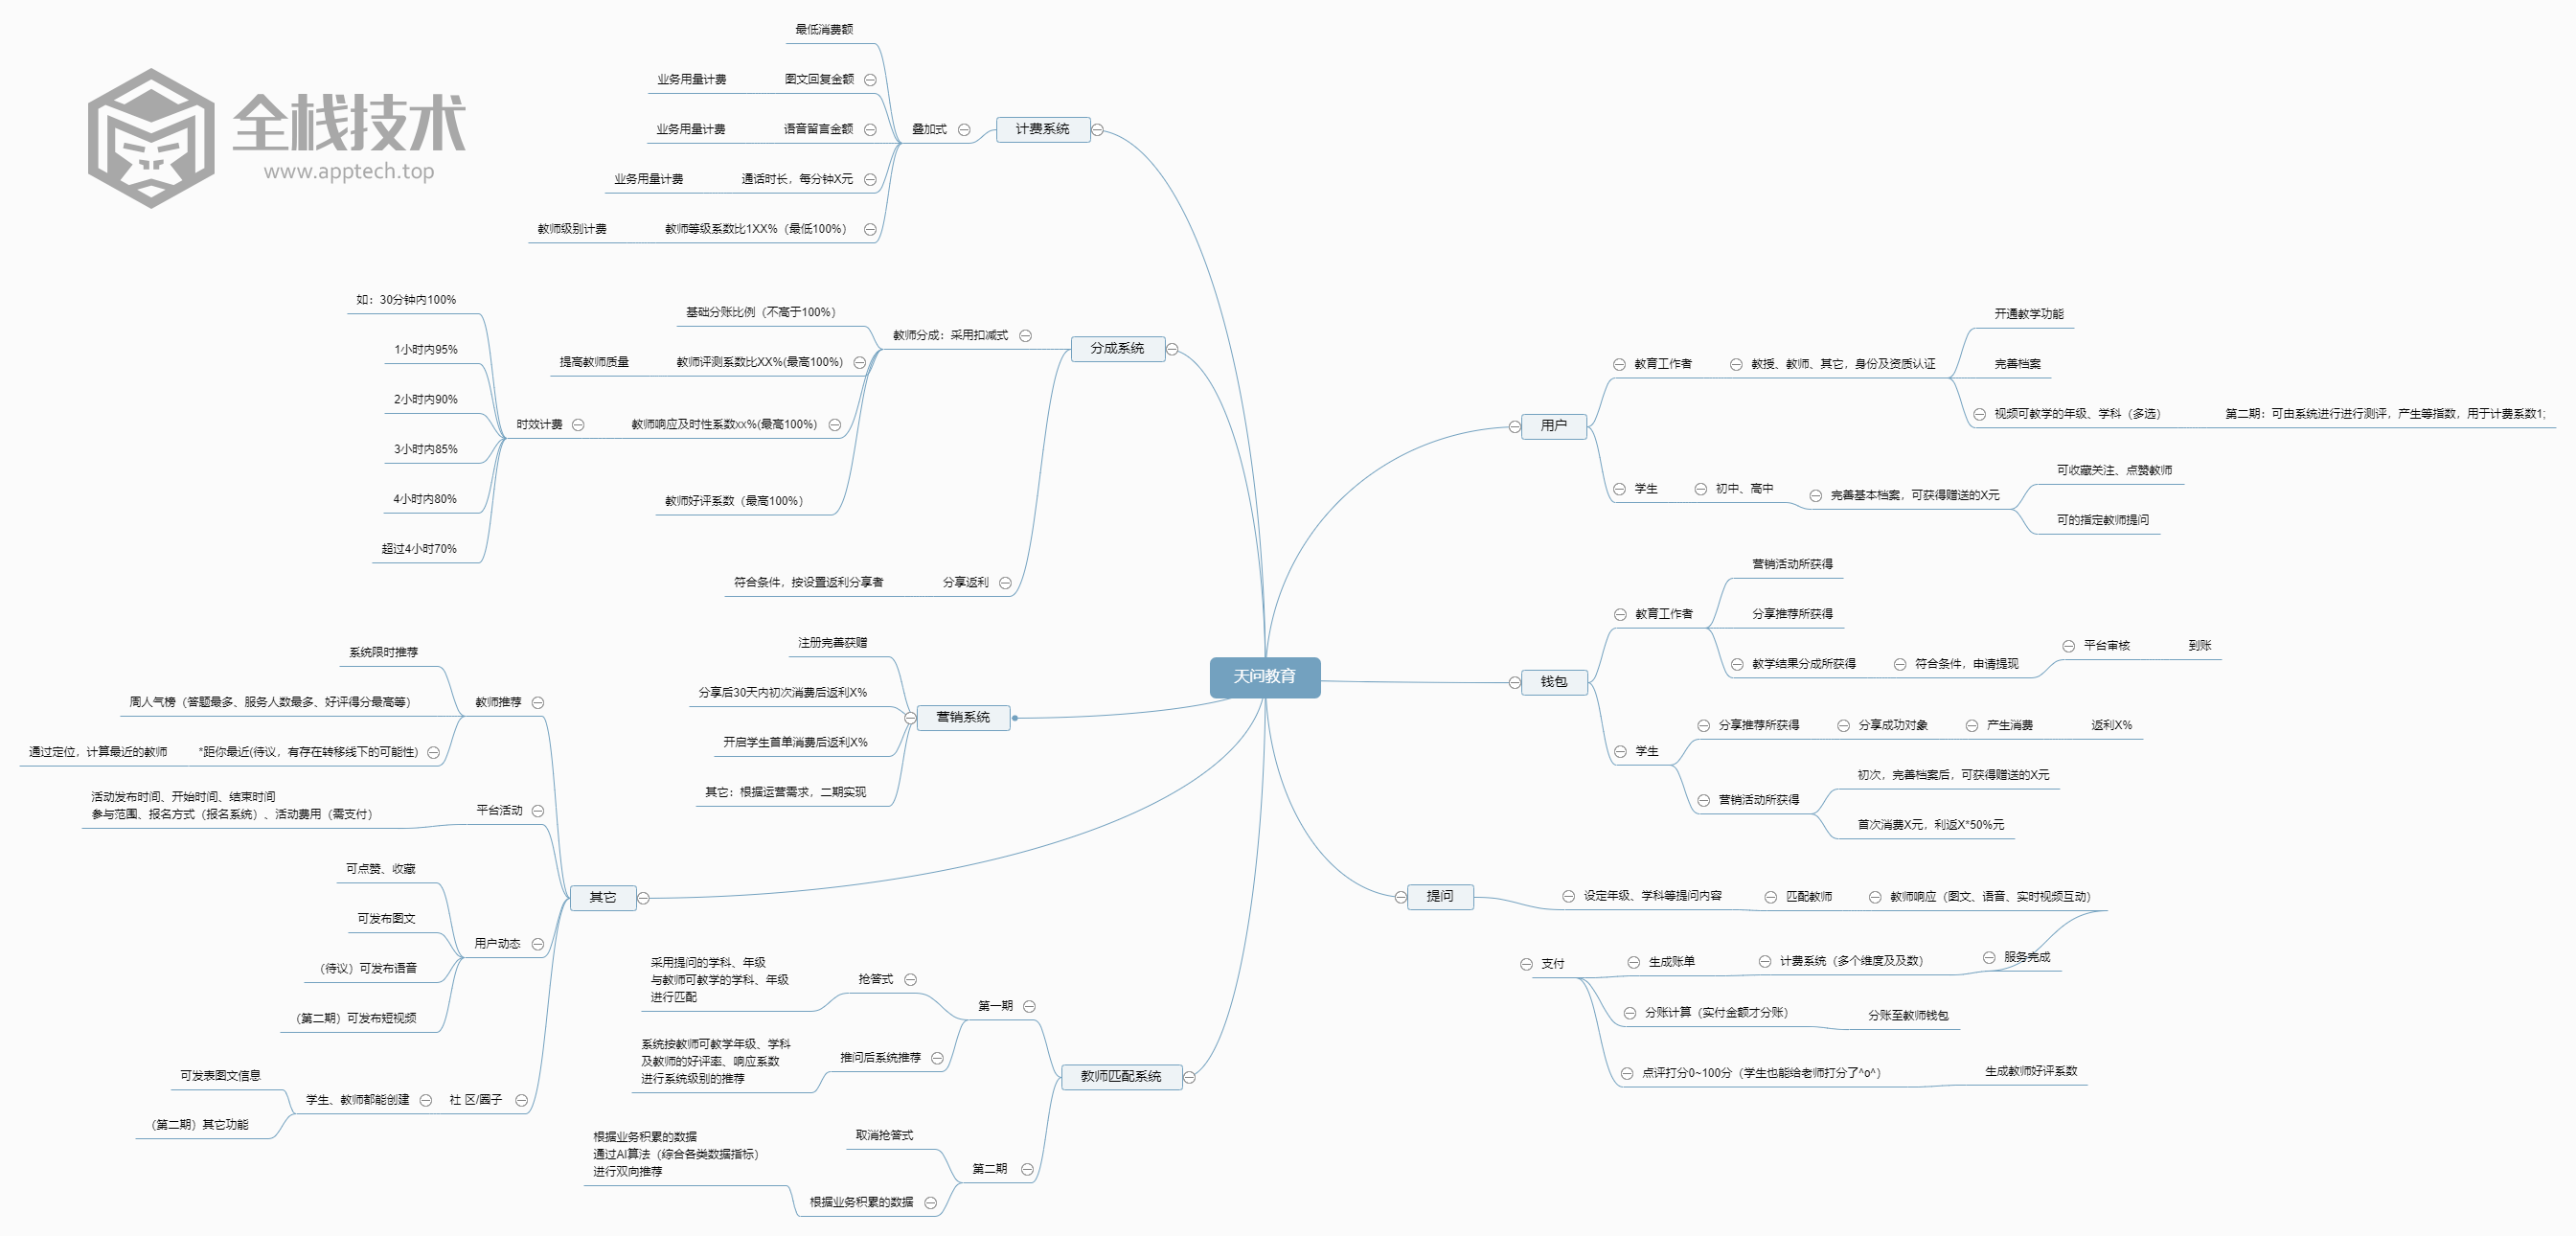 全栈技术
www.apptech.top
天问教育
计费系统
叠加式
最低消费额
图文回复金额
业务用量计费
语音留言金额
业务用量计费
通话时长，每分钟X元
业务用量计费
教师等级系数比1XX%（最低100%）
教师级别计费
分成系统
教师分成：采用扣减式
基础分账比例（不高于100%）
教师评测系数比XX%(最高100%)
提高教师质量
教师响应及时性系数xx%(最高100%)
时效计费
如：30分钟内100%
1小时内95%
2小时内90%
3小时内85%
4小时内80%
超过4小时70%
教师好评系数（最高100%）
分享返利
符合条件，按设置返利分享者
营销系统
注册完善获赠
分享后30天内初次消费后返利X%
开启学生首单消费后返利X%
其它：根据运营需求，二期实现
其它
教师推荐
系统限时推荐
周人气榜（答题最多、服务人数最多、好评得分最高等）
*距你最近(待议，有存在转移线下的可能性)
通过定位，计算最近的教师
平台活动
活动发布时间、开始时间、结束时间
参与范围、报名方式（报名系统）、活动费用（需支付）
用户动态
可点赞、收藏
可发布图文
（待议）可发布语音
（第二期）可发布短视频
社 区/圈子
学生、教师都能创建
可发表图文信息
（第二期）其它功能
教师匹配系统
第一期
抢答式
采用提问的学科、年级
与教师可教学的学科、年级
进行匹配
推问后系统推荐
系统按教师可教学年级、学科
及教师的好评率、响应系数
进行系统级别的推荐
第二期
取消抢答式
根据业务积累的数据
根据业务积累的数据
通过AI算法（综合各类数据指标）
进行双向推荐
用户
教育工作者
教授、教师、其它，身份及资质认证
开通教学功能
完善档案
视频可教学的年级、学科（多选）
第二期：可由系统进行进行测评，产生等指数，用于计费系数1;
学生
初中、高中
完善基本档案，可获得赠送的X元
可收藏关注、点赞教师
可的指定教师提问
钱包
教育工作者
营销活动所获得
分享推荐所获得
教学结果分成所获得
符合条件，申请提现
平台审核
到账
学生
分享推荐所获得
分享成功对象
产生消费
返利X%
营销活动所获得
初次，完善档案后，可获得赠送的X元
首次消费X元，利返X*50%元
提问
设定年级、学科等提问内容
匹配教师
教师响应（图文、语音、实时视频互动）
服务完成
计费系统（多个维度及及数）
生成账单
支付
分账计算（实付金额才分账）
分账至教师钱包
点评打分0~100分（学生也能给老师打分了^o^）
生成教师好评系数